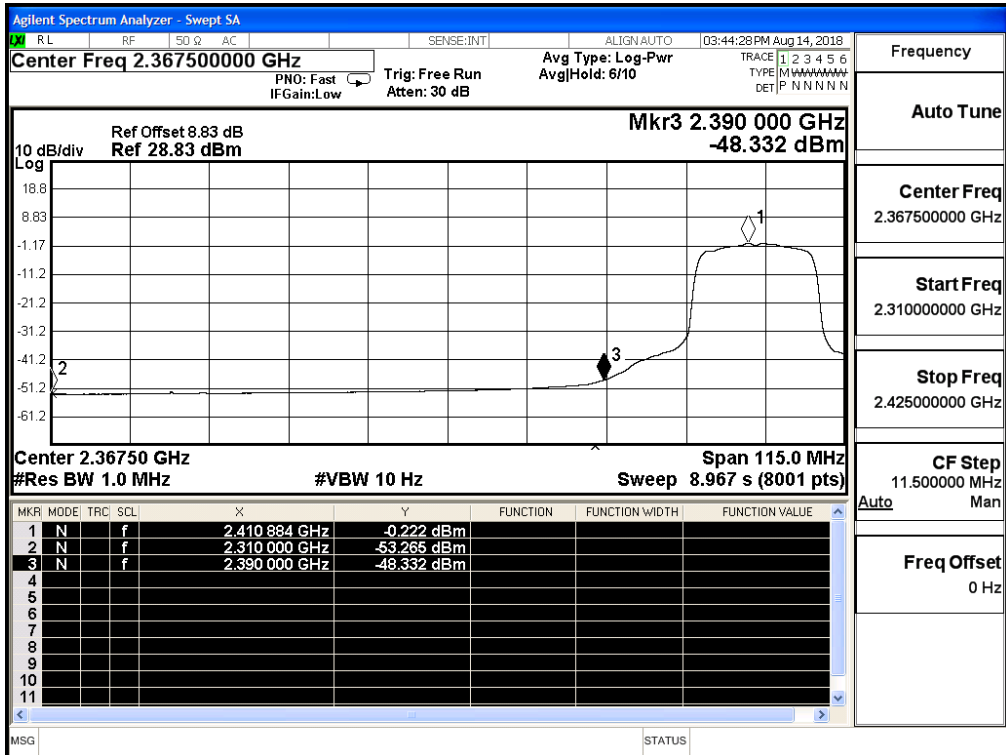 Agilent Spectrum Analyzer - Swept SA
LXI RL RF 50 Ω AC SENSE:INT ALIGN AUTO 03:44:28 PM Aug 14, 2018
Center Freq 2.367500000 GHz
PNO: Fast
IFGain:Low
Trig: Free Run
Atten: 30 dB
Avg Type: Log-Pwr
Avg|Hold: 6/10
TRACE 1 2 3 4 5 6
TYPE M
DET P N N N N N
Ref Offset 8.83 dB
10 dB/div Ref 28.83 dBm
Log
Mkr3 2.390 000 GHz
-48.332 dBm
18.8
8.83
-1.17
-11.2
-21.2
-31.2
-41.2
-51.2
-61.2
1
2
3
Center 2.36750 GHz Span 115.0 MHz
#Res BW 1.0 MHz #VBW 10 Hz Sweep 8.967 s (8001 pts)
MKR MODE TRC SCL X Y FUNCTION FUNCTION WIDTH FUNCTION VALUE
1 N f 2.410 884 GHz -0.222 dBm
2 N f 2.310 000 GHz -53.265 dBm
3 N f 2.390 000 GHz -48.332 dBm
4
5
6
7
8
9
10
11
MSG STATUS
Frequency
Auto Tune
Center Freq
2.367500000 GHz
Start Freq
2.310000000 GHz
Stop Freq
2.425000000 GHz
CF Step
11.500000 MHz
Auto Man
Freq Offset
0 Hz